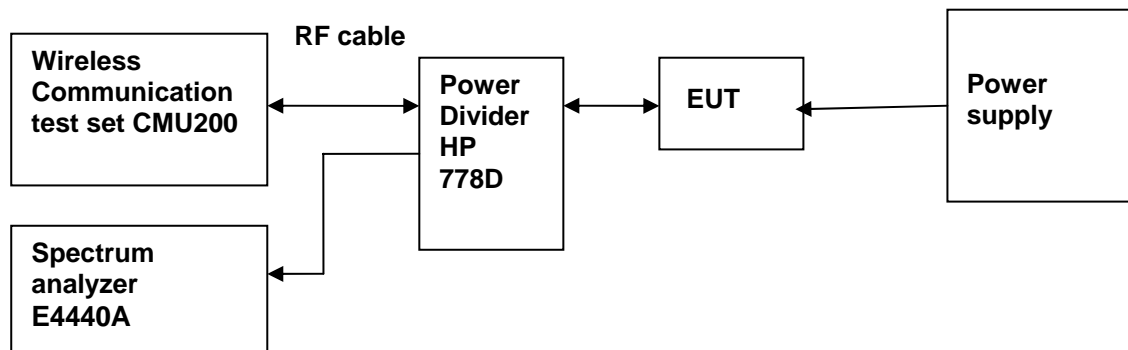 RF cable
Wireless
Communication
test set CMU200
Power
Divider
HP
778D
EUT
Power
supply
Spectrum
analyzer
E4440A